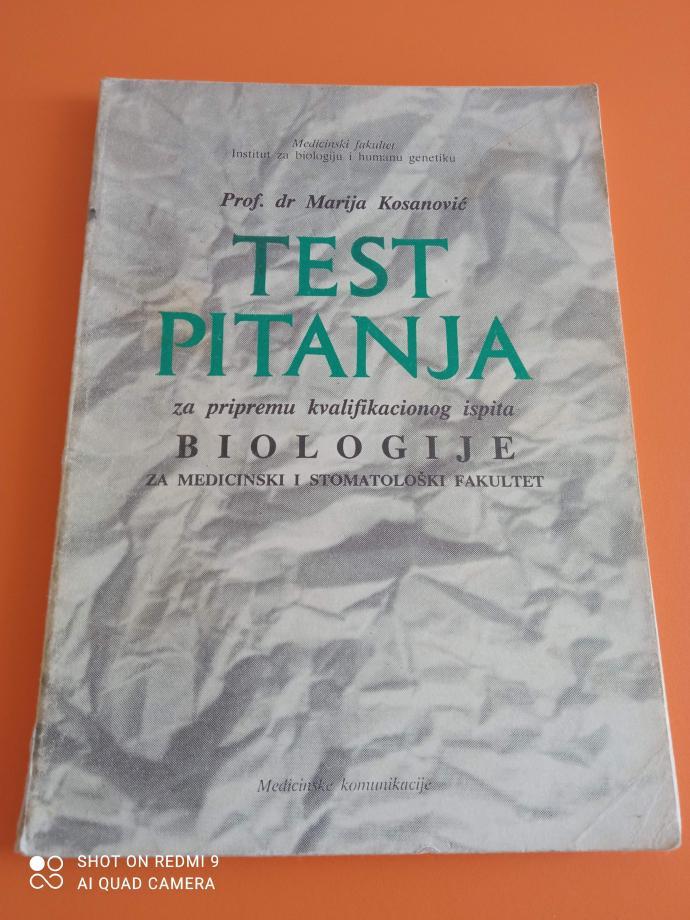 Medicinski fakultet
Institut za biologiju i humanu genetiku
Prof. dr Marija Kosanović
TEST
PITANJA
za pripremu kvalifikacionog ispita
BIOLOGIJE
ZA MEDICINSKI I STOMATOLOŠKI FAKULTET
Medicinske komunikacije
SHOT ON REDMI 9
AI QUAD CAMERA